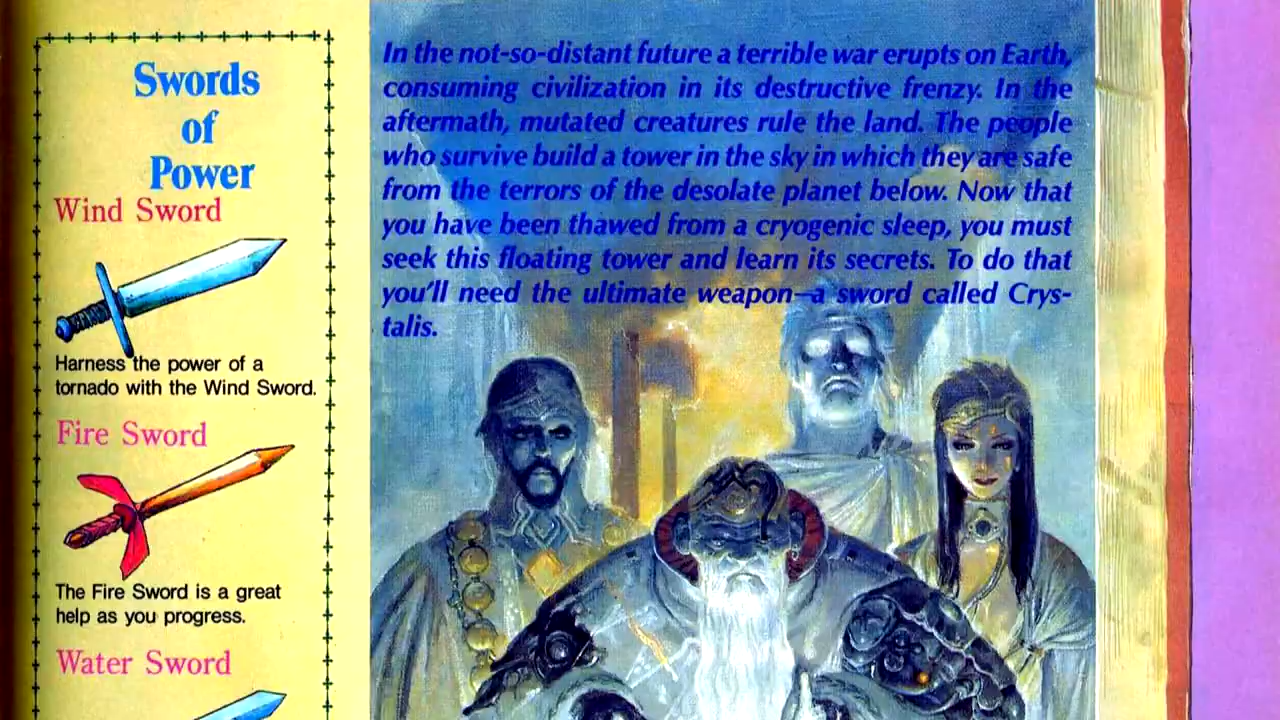 Swords
of
Power
Wind Sword
Harness the power of a
tornado with the Wind Sword.
Fire Sword
The Fire Sword is a great
help as you progress.
Water Sword
In the not-so-distant future a terrible war erupts on Earth,
consuming civilization in its destructive frenzy. In the
aftermath, mutated creatures rule the land. The people
who survive build a tower in the sky in which they are safe
from the terrors of the desolate planet below. Now that
you have been thawed from a cryogenic sleep, you must
seek this floating tower and learn its secrets. To do that
you'll need the ultimate weapon—a sword called Crys-
talis.